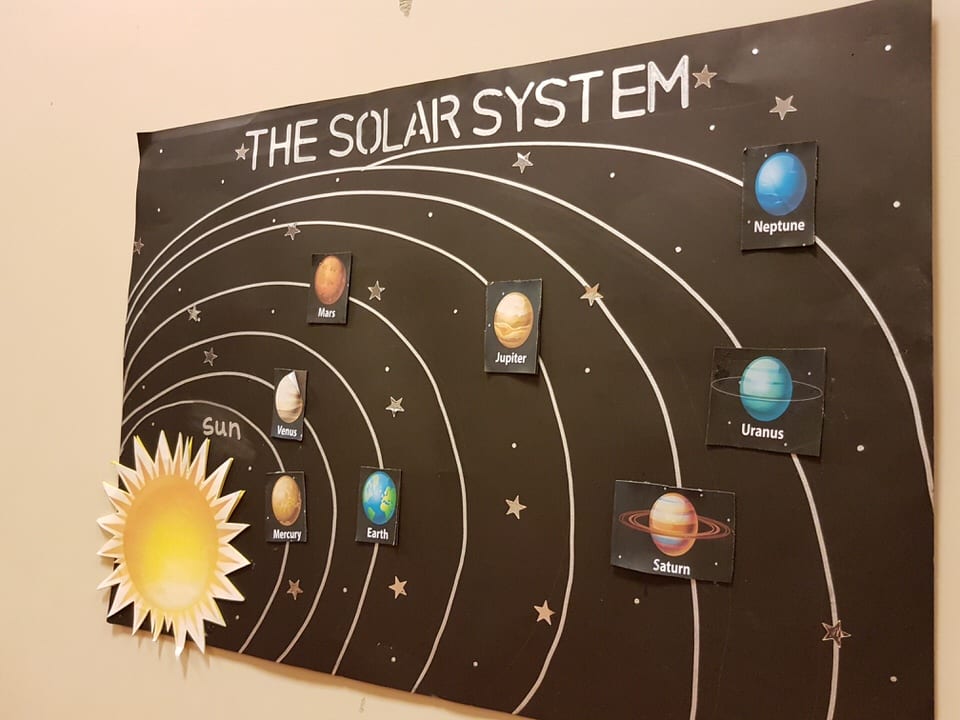 THE SOLAR SYSTEM
Neptune
Mars
Jupiter
Venus
sun
Uranus
Mercury
Earth
Saturn